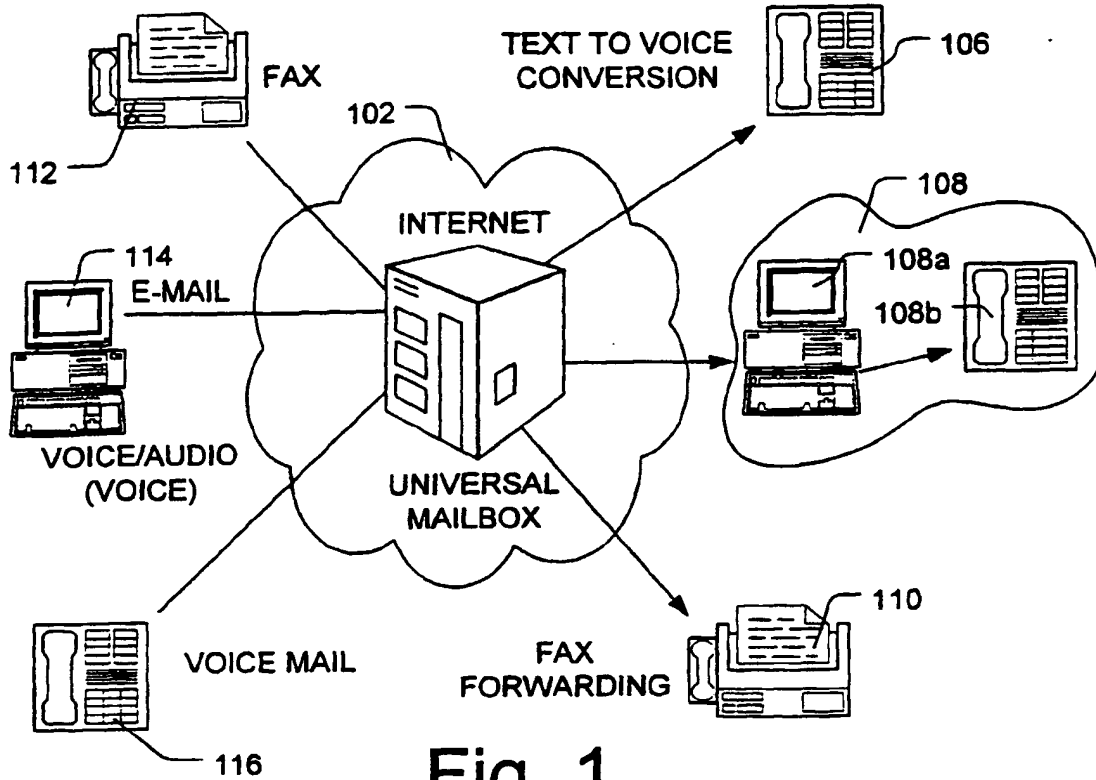 FAX
112
TEXT TO VOICE
CONVERSION
106
102
INTERNET
108
114
E-MAIL
108a
108b
VOICE/AUDIO
(VOICE)
UNIVERSAL
MAILBOX
VOICE MAIL
116
FAX
FORWARDING
110
Fig. 1